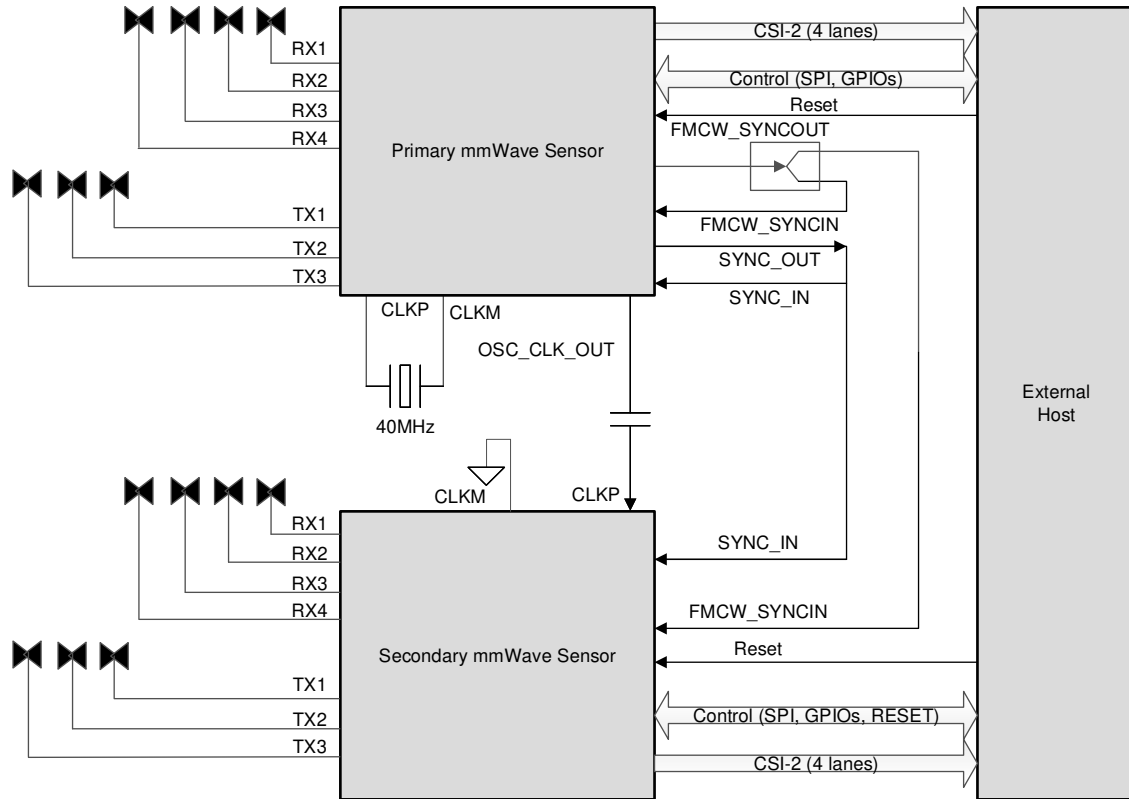 CSI-2 (4 lanes)
RX1
Control (SPI, GPIOs)
RX2
Reset
RX3
FMCW_SYNCOUT
RX4
Primary mmWave Sensor
TX1
FMCW_SYNCIN
TX2
SYNC_OUT
TX3
SYNC_IN
CLKP
CLKM
OSC_CLK_OUT
External
Host
40MHz
CLKM
CLKP
RX1
SYNC_IN
RX2
RX3
RX4
FMCW_SYNCIN
Reset
Secondary mmWave Sensor
TX1
Control (SPI, GPIOs, RESET)
TX2
TX3
CSI-2 (4 lanes)